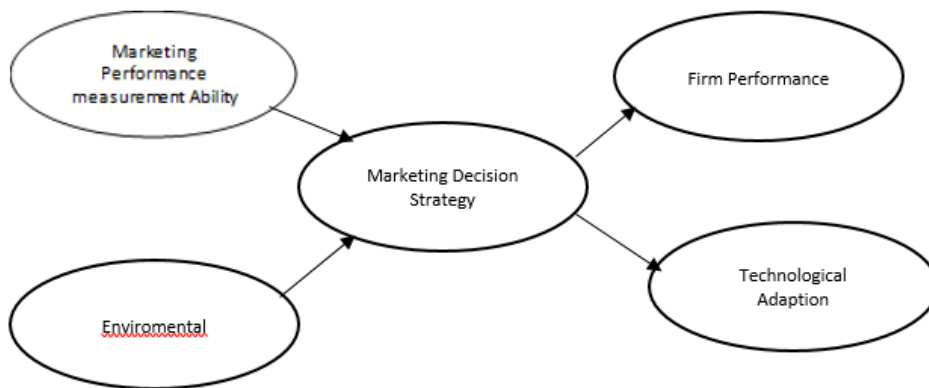 Marketing
Performance
measurement Ability
Firm Performance
Marketing Decision
Strategy
Enviromental
Technological
Adaption